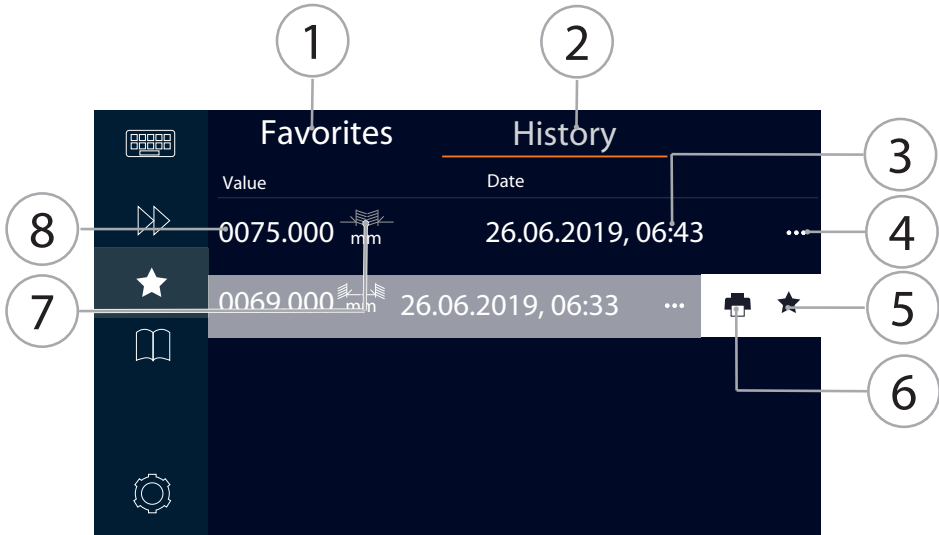 1 2
Favorites History
3
Value Date
8 0075.000 mm 26.06.2019, 06:43 ... 4
7 0069.000 mm 26.06.2019, 06:33 ... 5
6